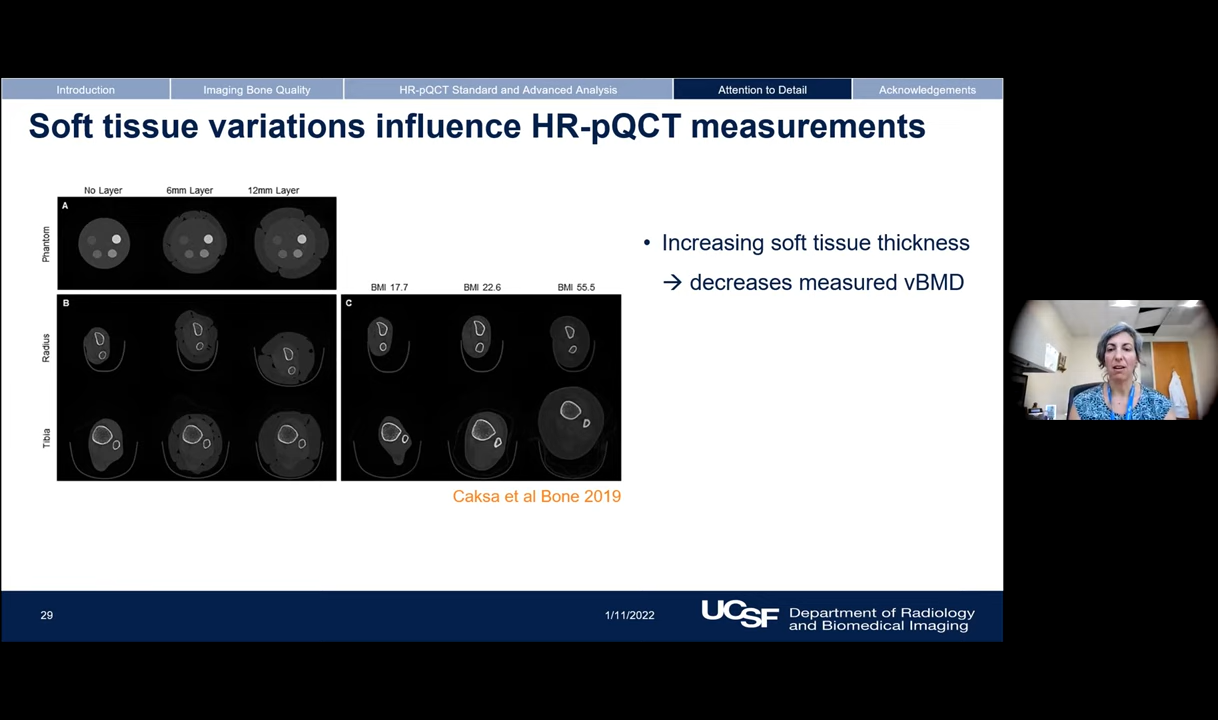 Introduction
Imaging Bone Quality
HR-pQCT Standard and Advanced Analysis
Attention to Detail
Acknowledgements
Soft tissue variations influence HR-pQCT measurements
No Layer
6mm Layer
12mm Layer
A
Phantom
BMI 17.7
BMI 22.6
BMI 55.5
B
C
Radius
Tibia
Caksa et al Bone 2019
• Increasing soft tissue thickness
→ decreases measured vBMD
29
1/11/2022
UCSF
Department of Radiology
and Biomedical Imaging